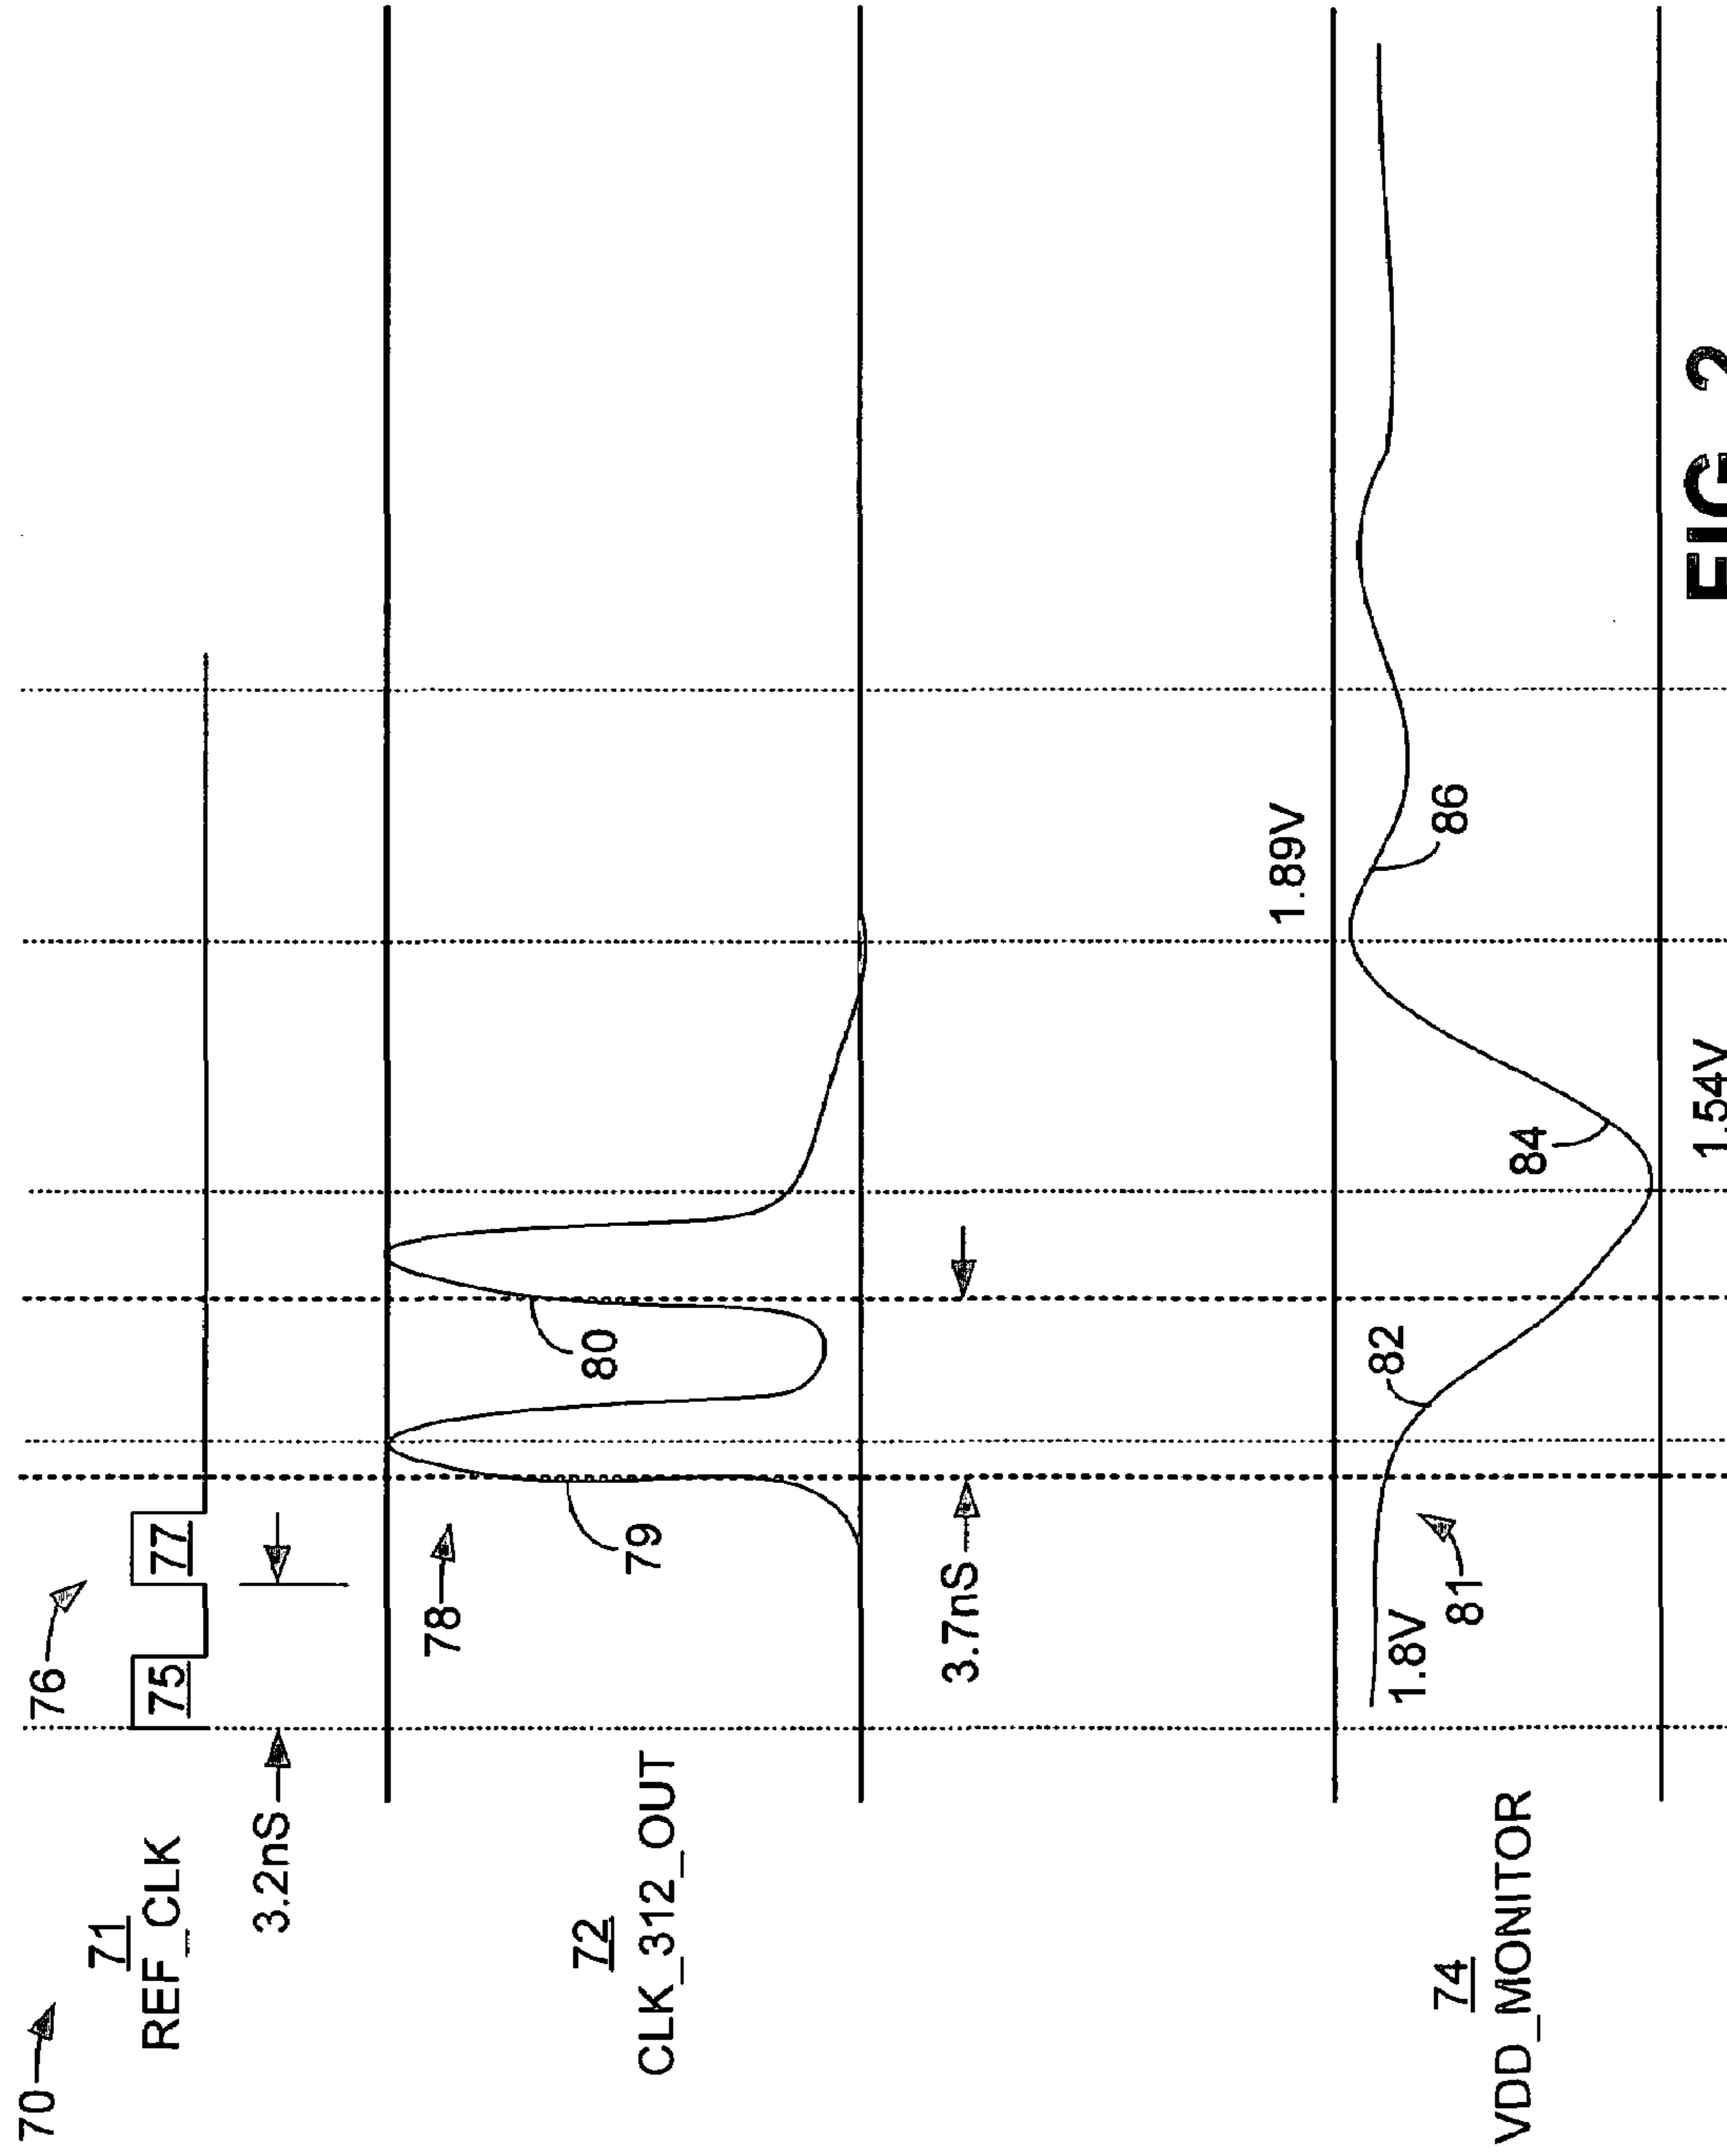 70
71
REF_CLK
76
75
77
3.2nS
72
CLK_312_OUT
78
79
80
3.7nS
74
VDD_MONITOR
1.8V
81
82
84
86
1.89V
1.54V
FIG. 2